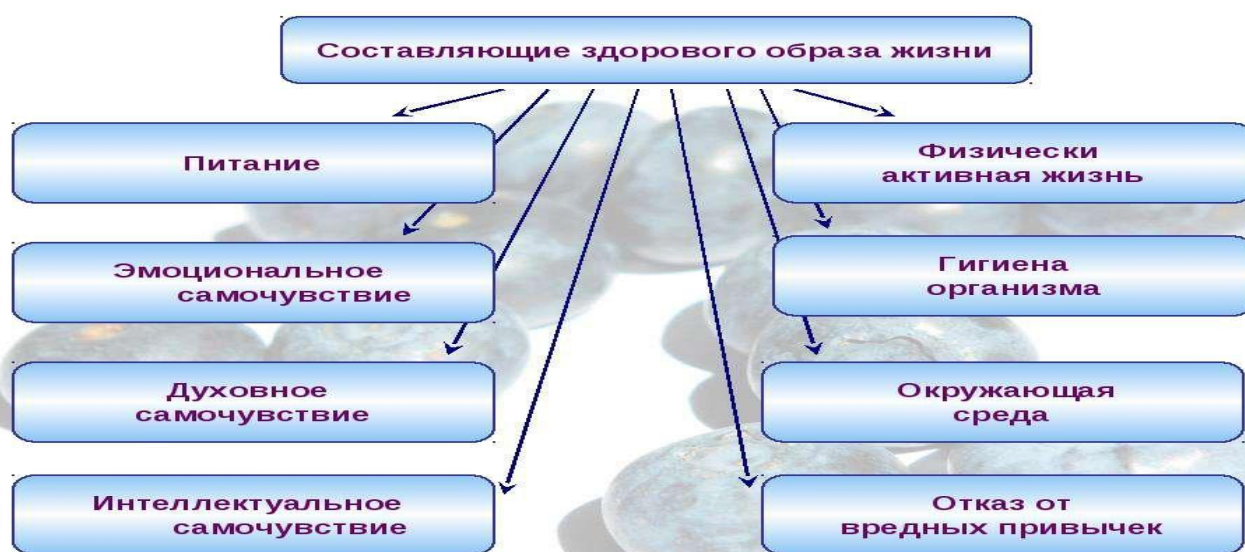 Составляющие здорового образа жизни
Питание
Физически
активная жизнь
Эмоциональное
самочувствие
Гигиена
организма
Духовное
самочувствие
Окружающая
среда
Интеллектуальное
самочувствие
Отказ от
вредных привычек